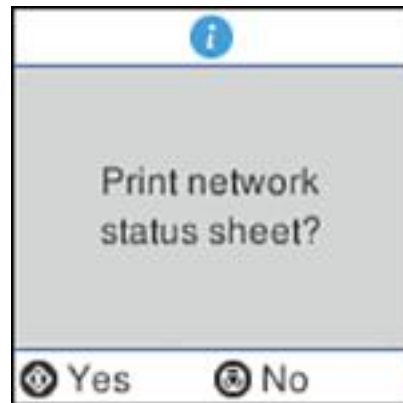 i
Print network
status sheet?
Yes No